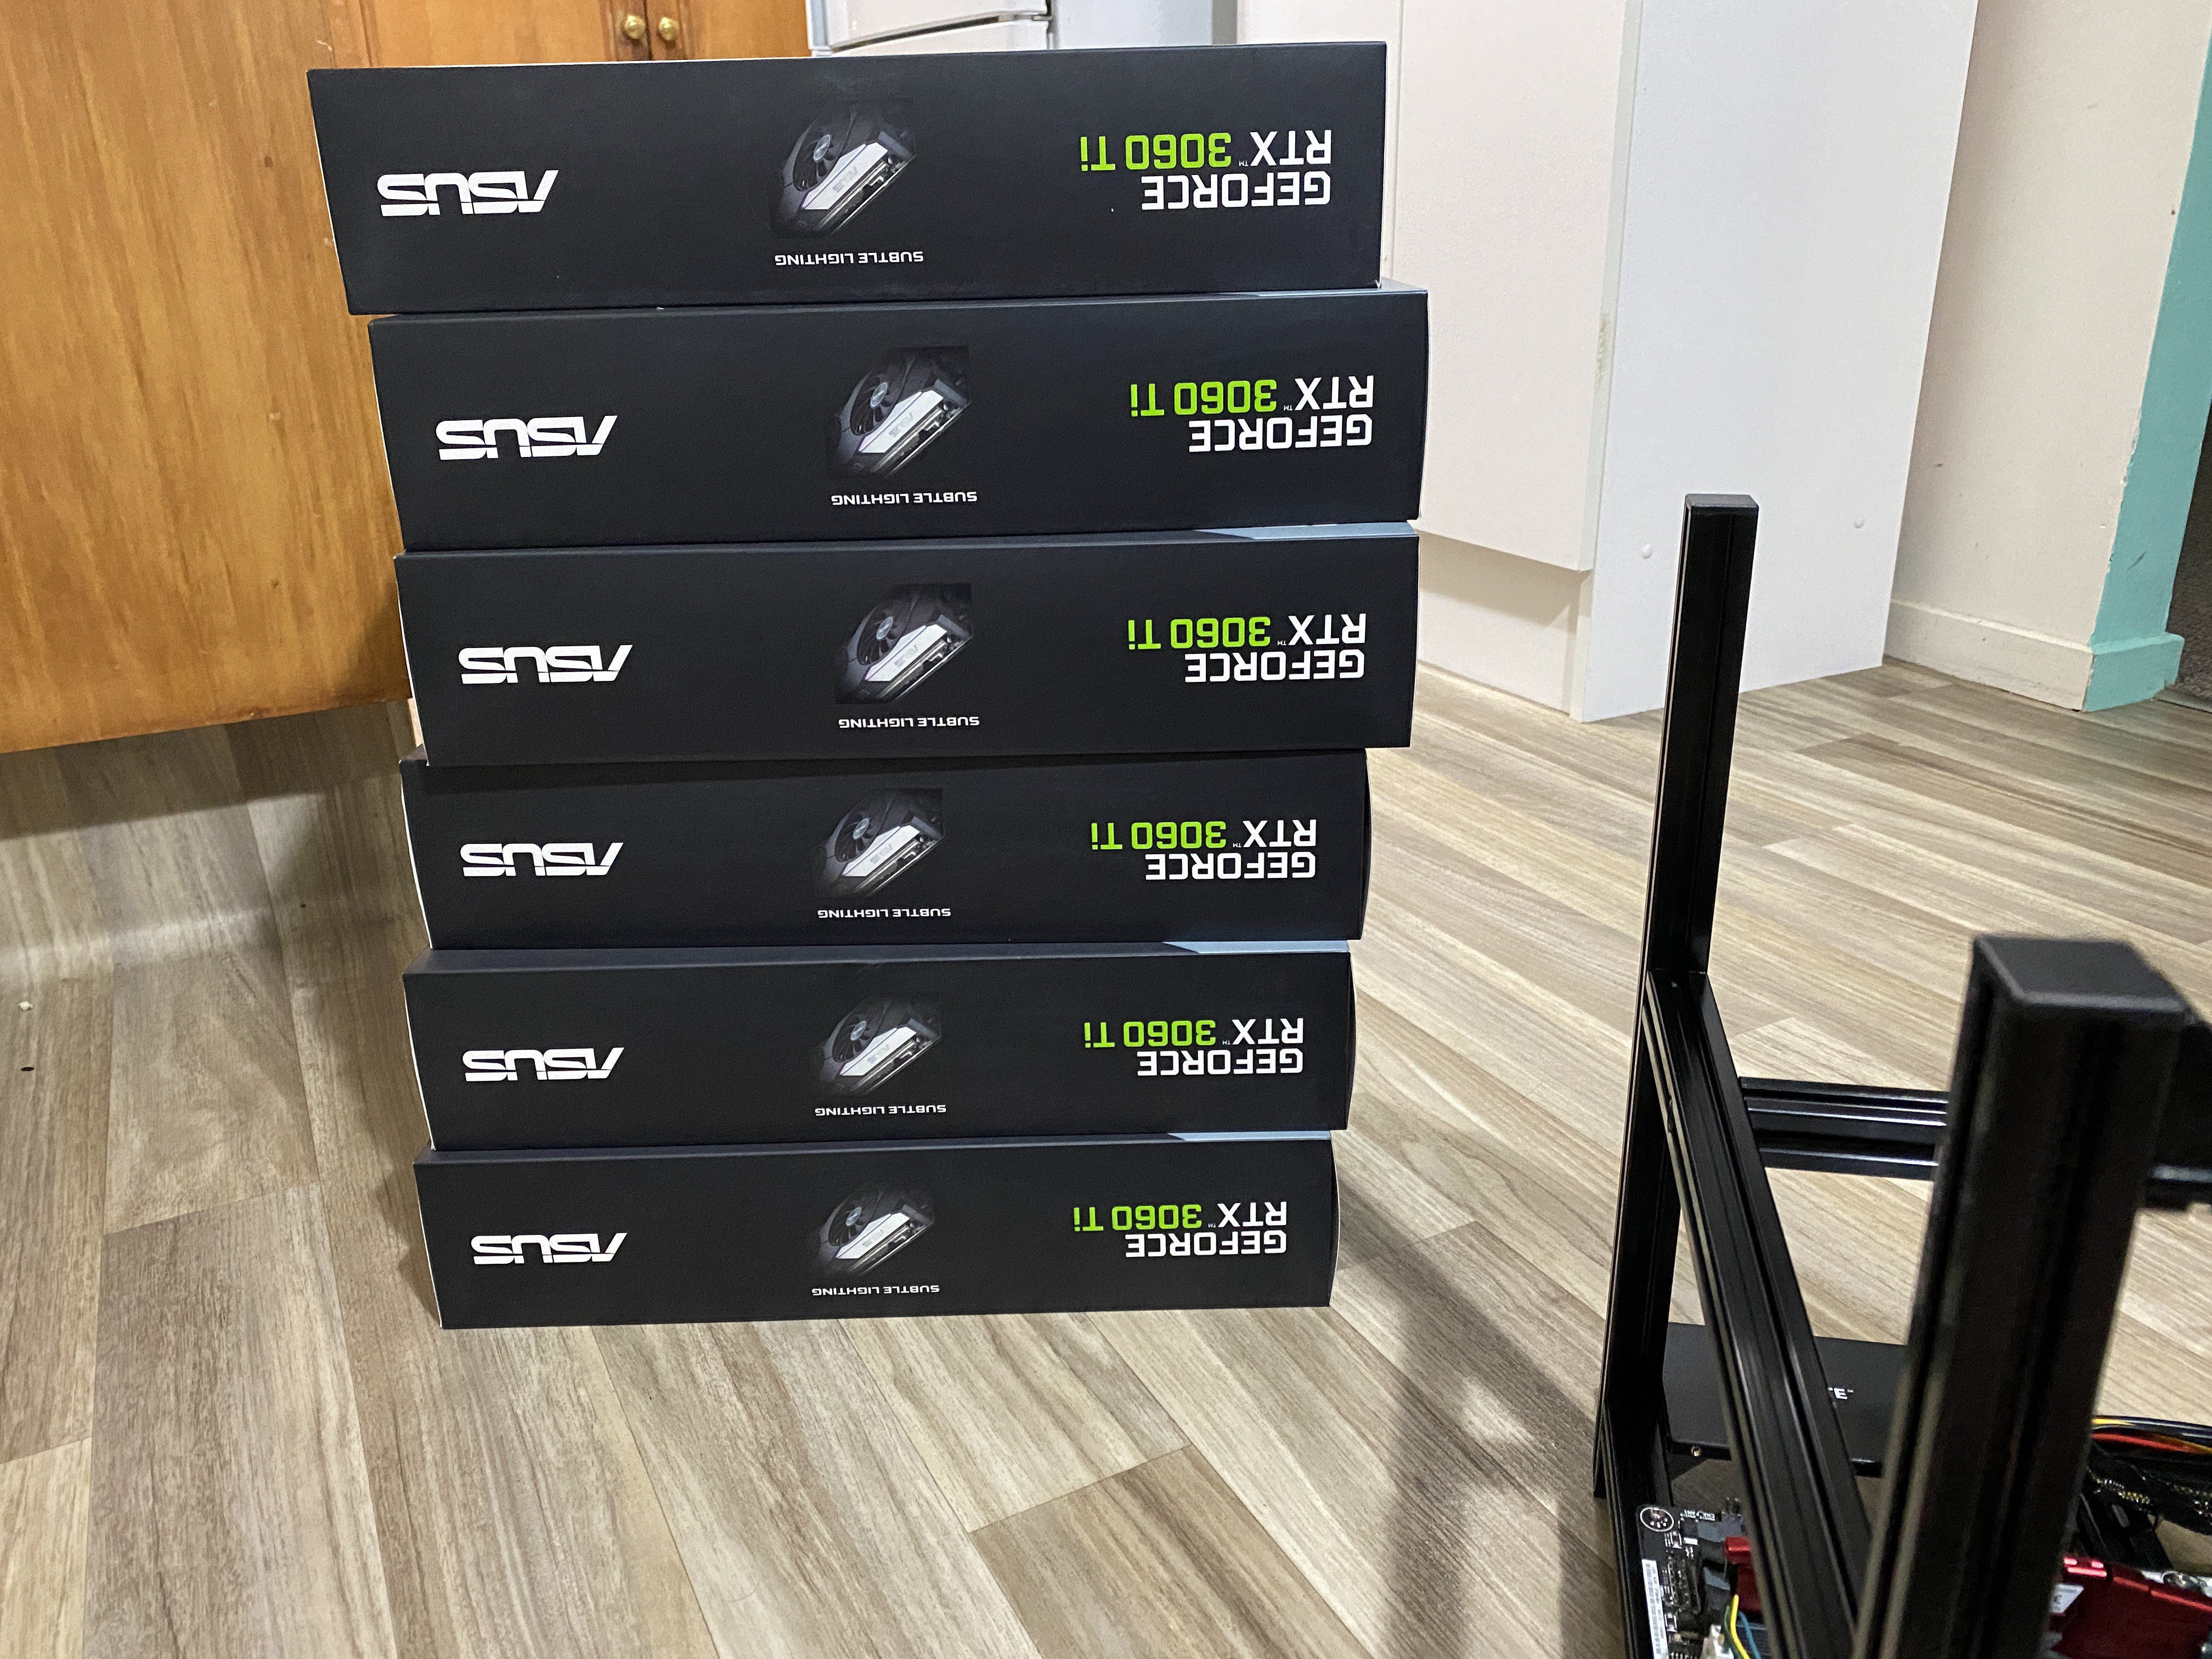 ASUS
GEFORCE
RTX™ 3060 Ti
SUBTLE LIGHTING
ASUS
GEFORCE
RTX™ 3060 Ti
SUBTLE LIGHTING
ASUS
GEFORCE
RTX™ 3060 Ti
SUBTLE LIGHTING
ASUS
GEFORCE
RTX™ 3060 Ti
SUBTLE LIGHTING
ASUS
GEFORCE
RTX™ 3060 Ti
SUBTLE LIGHTING
ASUS
GEFORCE
RTX™ 3060 Ti
SUBTLE LIGHTING